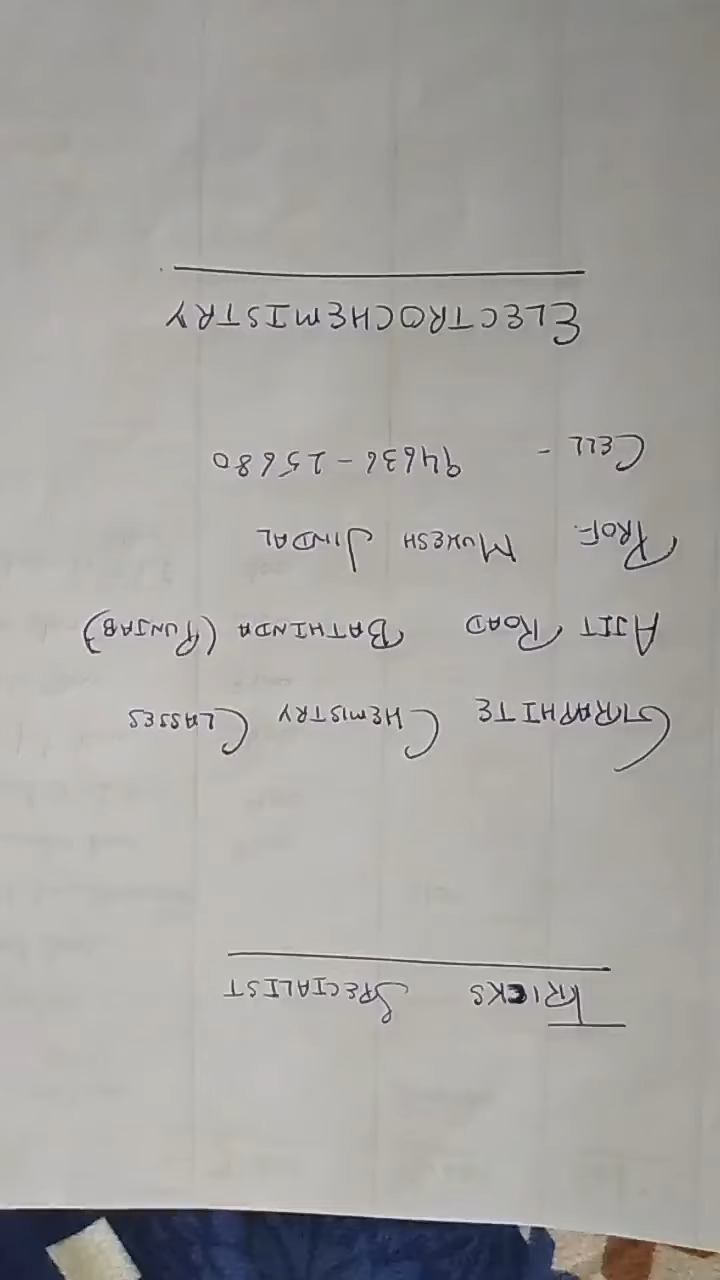 TRICKS SPECIALIST
GRAPHITE CHEMISTRY CLASSES
AJIT ROAD BATHINDA (PUNJAB)
PROF. MUKESH JINDAL
CELL - 94636-25680
ELECTROCHEMISTRY